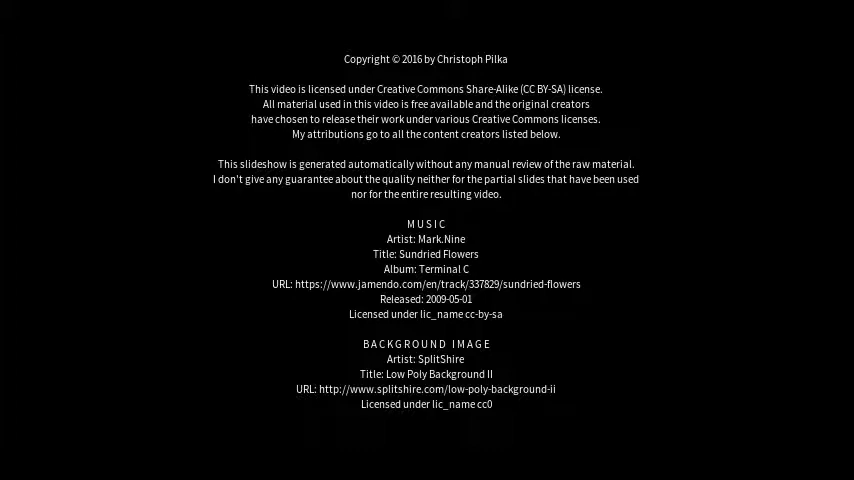 Copyright © 2016 by Christoph Pilka
This video is licensed under Creative Commons Share-Alike (CC BY-SA) license.
All material used in this video is free available and the original creators
have chosen to release their work under various Creative Commons licenses.
My attributions go to all the content creators listed below.
This slideshow is generated automatically without any manual review of the raw material.
I don't give any guarantee about the quality neither for the partial slides that have been used
nor for the entire resulting video.
M U S I C
Artist: Mark.Nine
Title: Sundried Flowers
Album: Terminal C
URL: https://www.jamendo.com/en/track/337829/sundried-flowers
Released: 2009-05-01
Licensed under lic_name cc-by-sa
B A C K G R O U N D   I M A G E
Artist: SplitShire
Title: Low Poly Background II
URL: http://www.splitshire.com/low-poly-background-ii
Licensed under lic_name cc0